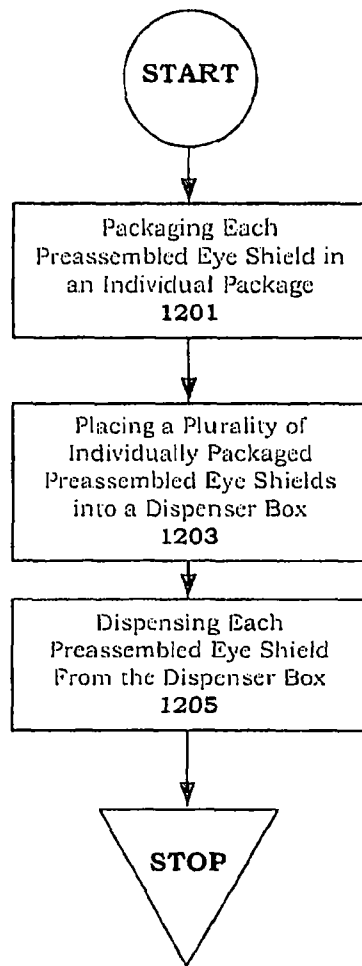 START
Packaging Each
Preassembled Eye Shield in
an Individual Package
1201
Placing a Plurality of
Individually Packaged
Preassembled Eye Shields
into a Dispenser Box
1203
Dispensing Each
Preassembled Eye Shield
From the Dispenser Box
1205
STOP